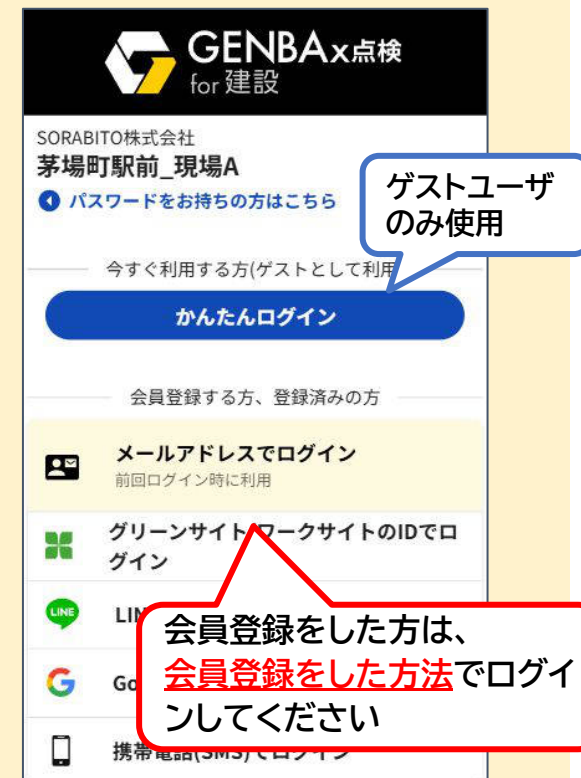 GENBAx点検
for 建設
SORABITO株式会社
茅場町駅前_現場A
パスワードをお持ちの方はこちら
ゲストユーザ
のみ使用
今すぐ利用する方(ゲストとして利用
かんたんログイン
会員登録する方、登録済みの方
メールアドレスでログイン
前回ログイン時に利用
グリーンサイト ワークサイトのIDでロ
グイン
LINE
LI
会員登録をした方は、
会員登録をした方法でログイ
ンしてください
Go
携帯電話(SMS)でログイン